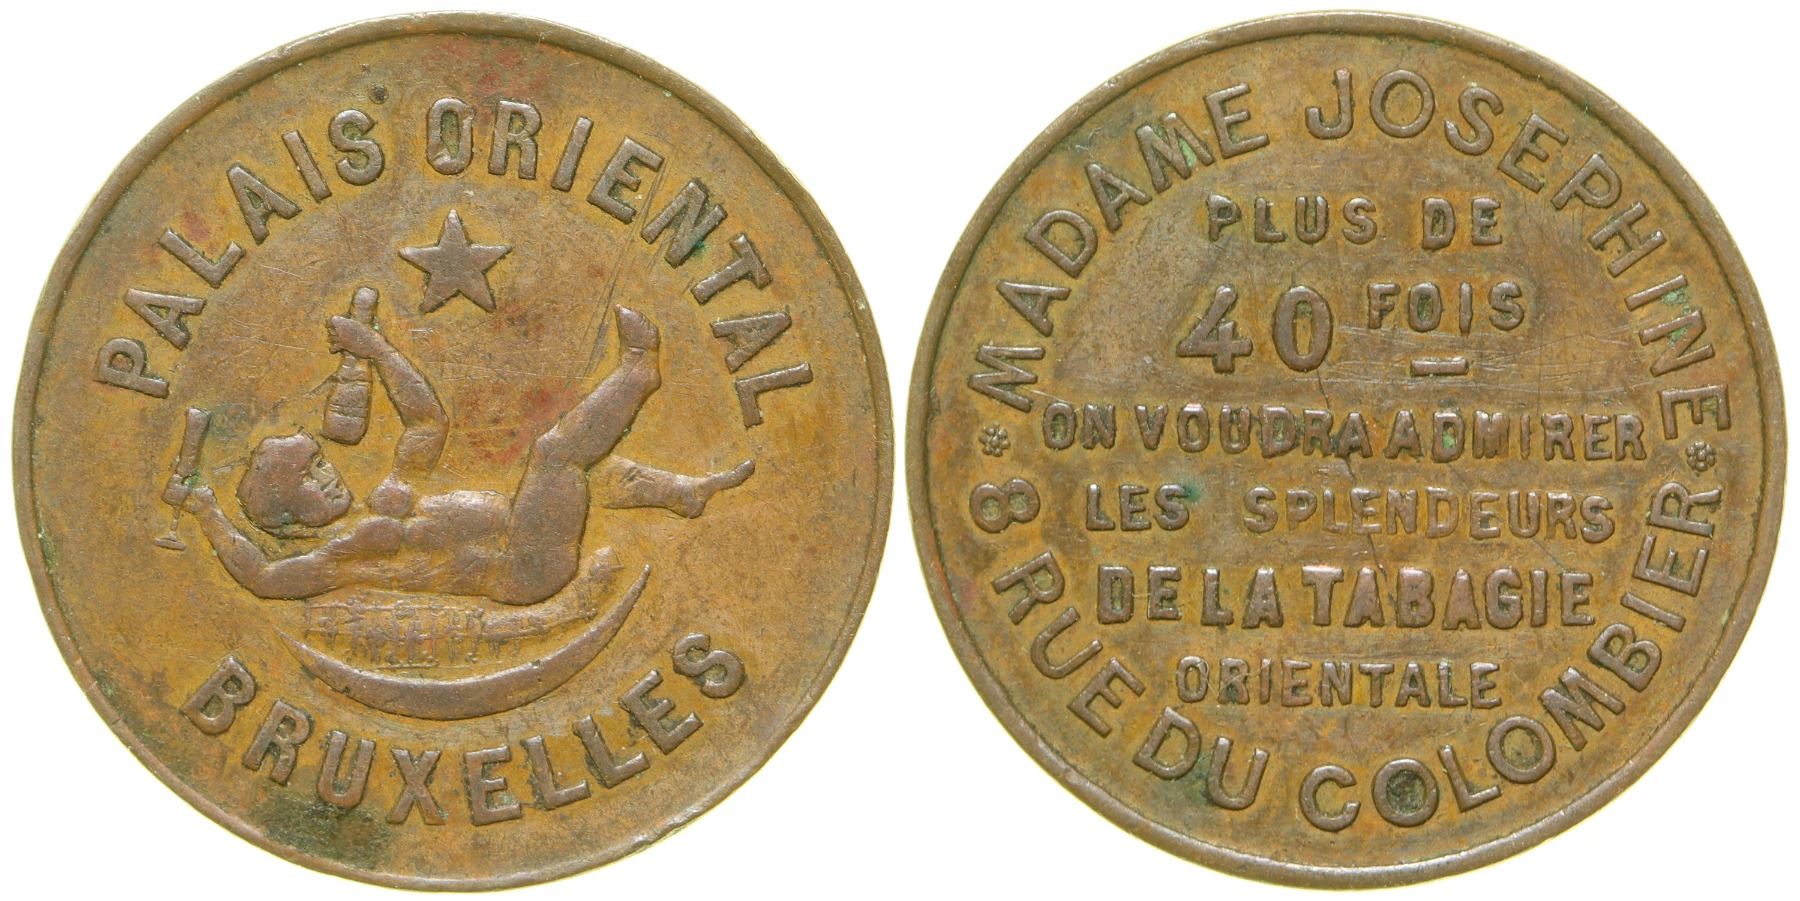 PALAIS ORIENTAL
BRUXELLES
MADAME JOSEPHINE
PLUS DE
40 FOIS
ON VOUDRA ADMIRER
LES SPLENDEURS
DE LA TABAGIE
ORIENTALE
8 RUE DU COLOMBIER